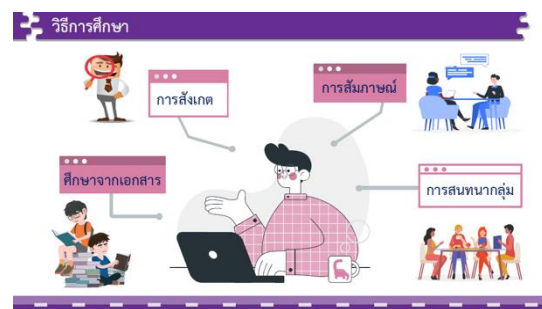 วิธีการศึกษา
การสังเกต
การสัมภาษณ์
ศึกษาจากเอกสาร
การสนทนากลุ่ม